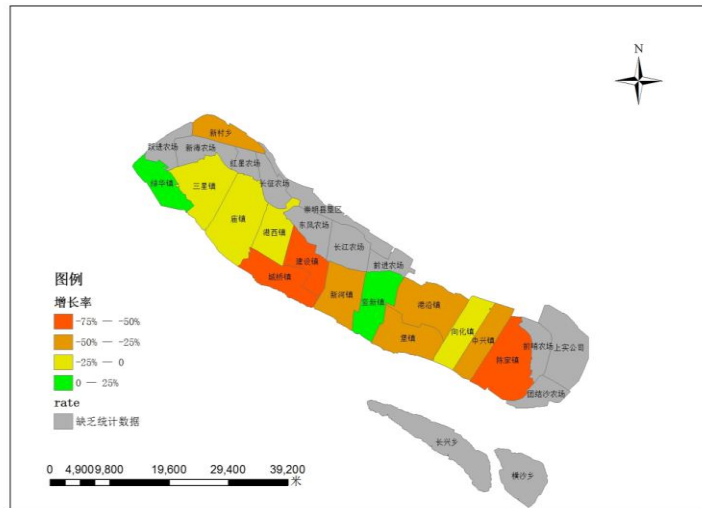 N
新村乡
跃进农场
新海农场
红星农场
绿华镇
三星镇
长征农场
崇明县垦区
庙镇
港西镇
东风农场
长江农场
建设镇
前进农场
城桥镇
新河镇
竖新镇
港沿镇
堡镇
向化镇
中兴镇
陈家镇
前哨农场
上实公司
团结沙农场
长兴乡
横沙乡
图例
增长率
-75% — -50%
-50% — -25%
-25% — 0
0 — 25%
rate
缺乏统计数据
0 4,900 9,800 19,600 29,400 39,200
米